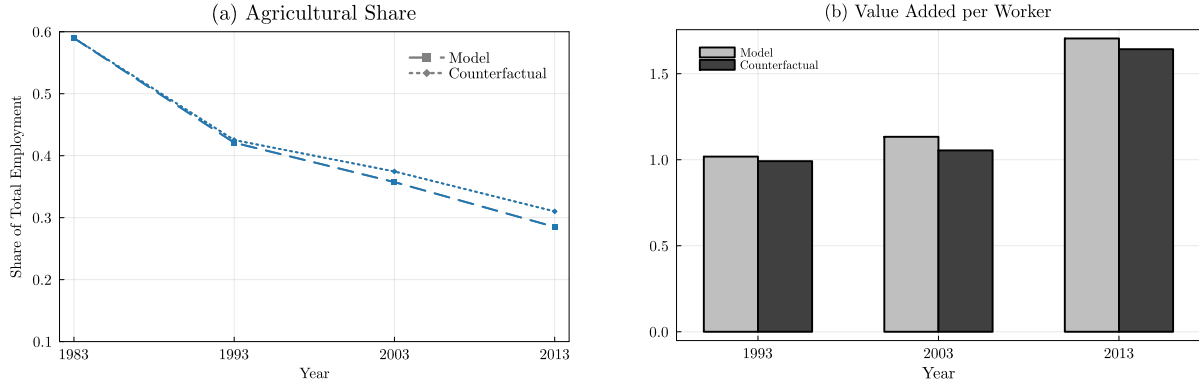 (a) Agricultural Share
Share of Total Employment
0.6
0.5
0.4
0.3
0.2
0.1
Model
Counterfactual
1983
1993
2003
2013
Year
(b) Value Added per Worker
Model
Counterfactual
1.5
1.0
0.5
0.0
1993
2003
2013
Year